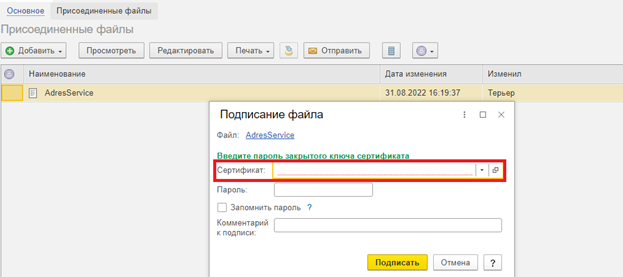 Основное Присоединенные файлы
Присоединенные файлы
Добавить Просмотреть Редактировать Печать Отправить
Наименование Дата изменения Изменил
AdresService 31.08.2022 16:19:37 Терьер
Подписание файла
Файл: AdresService
Введите пароль закрытого ключа сертификата
Сертификат:
Пароль:
Запомнить пароль ?
Комментарий
к подписи:
Подписать Отмена ?